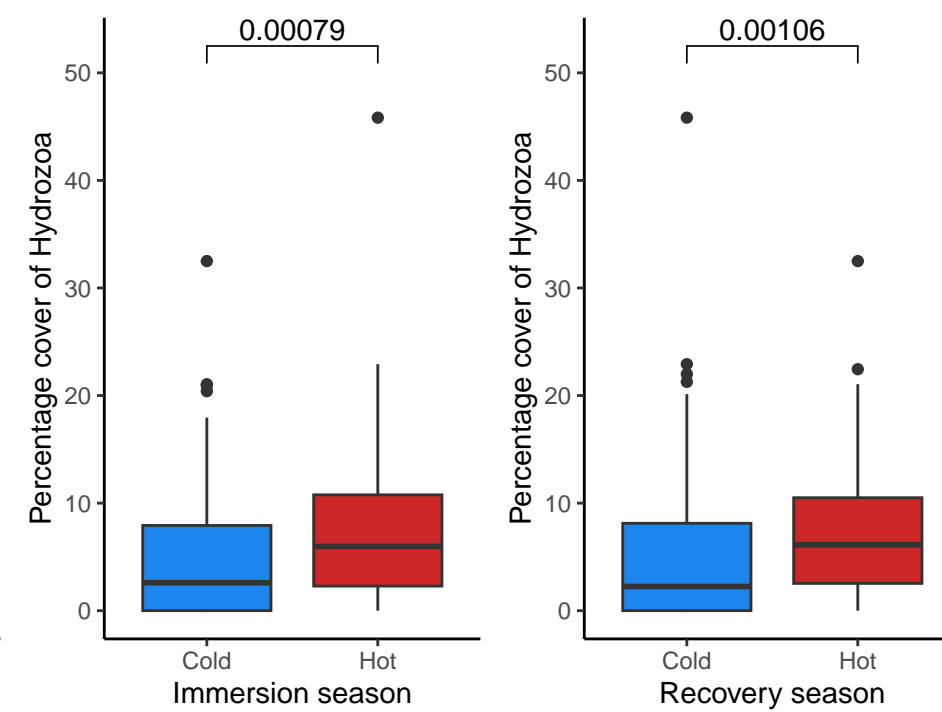 0.00079
50
40
30
20
10
0
Percentage cover of Hydrozoa
Cold Hot
Immersion season
0.00106
50
40
30
20
10
0
Percentage cover of Hydrozoa
Cold Hot
Recovery season